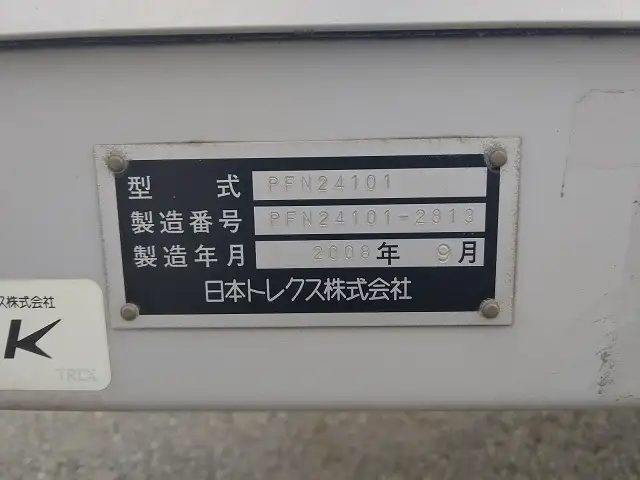 型 式 PFN24101
製造番号 PFN24101-2813
製造年月 2008年 9月
日本トレクス株式会社
ス株式会社
K
TREX